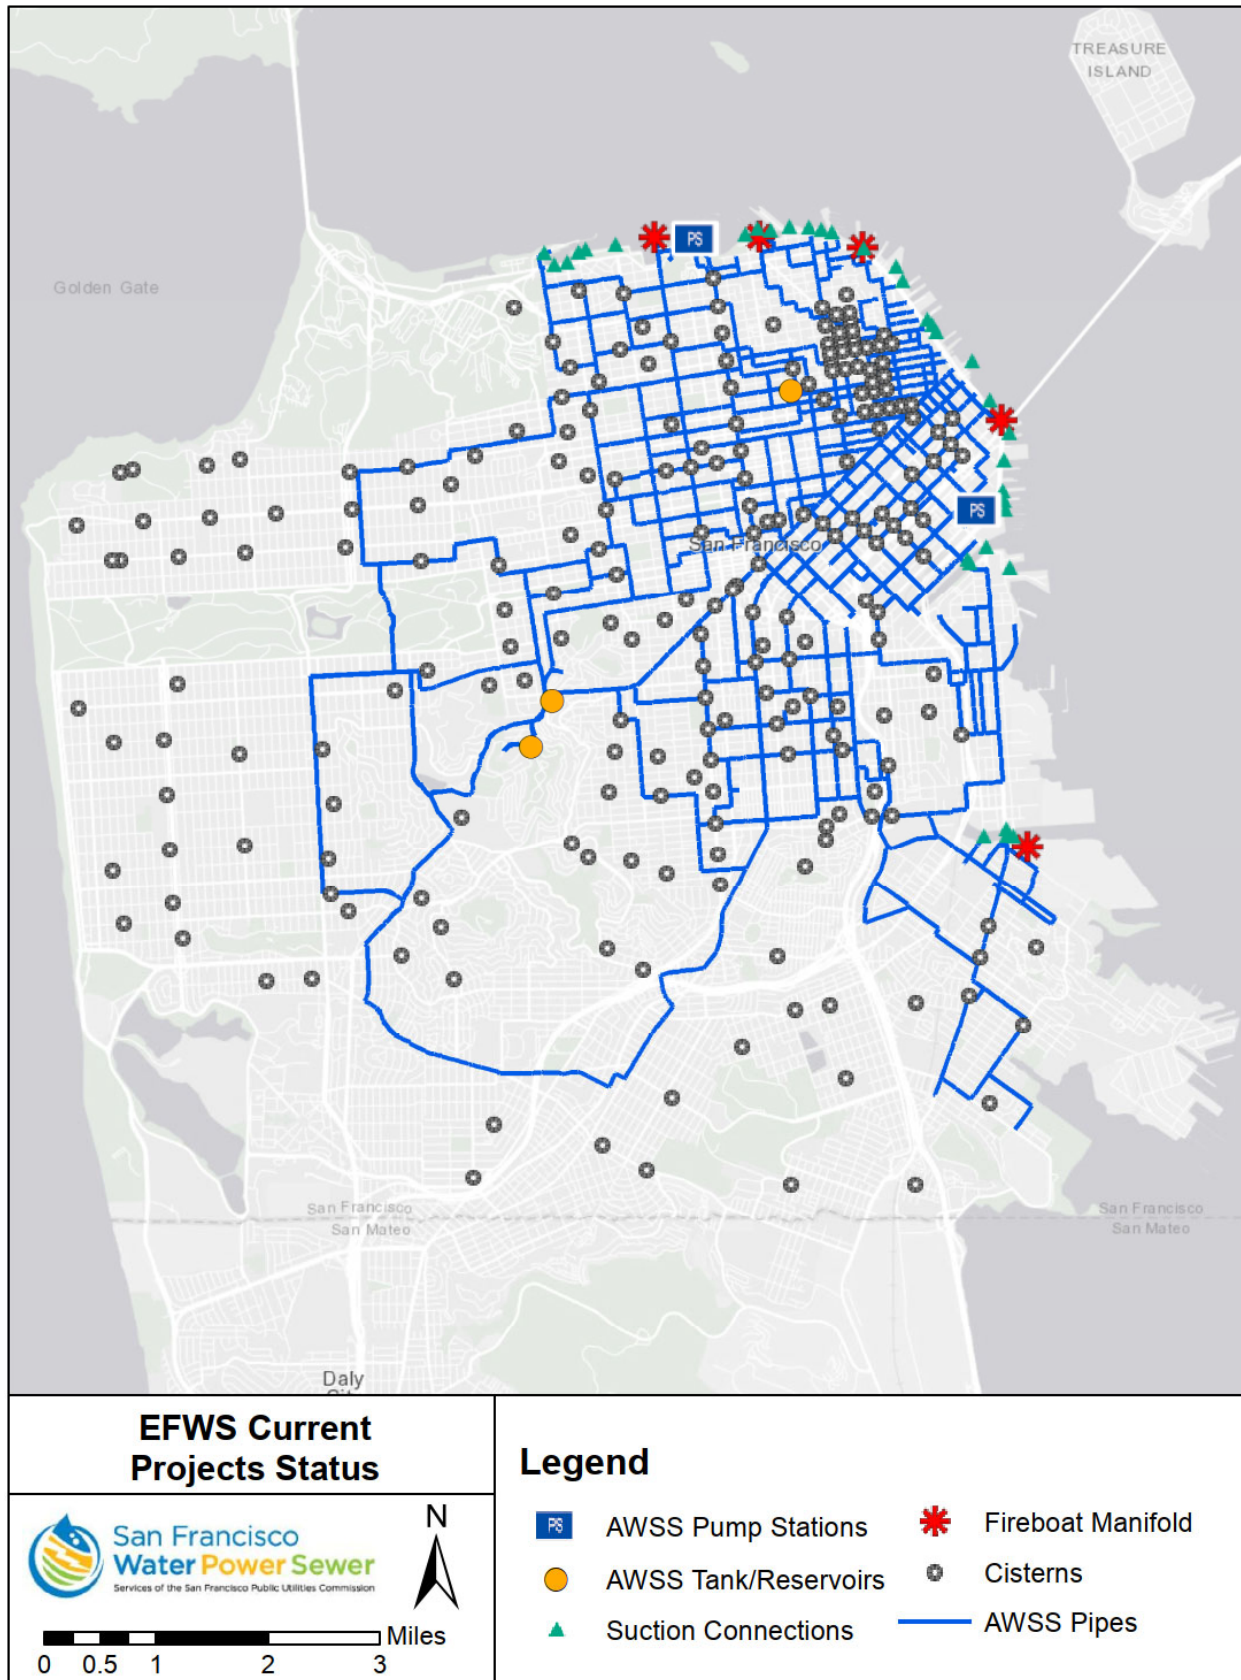 TREASURE
ISLAND
Golden Gate
PS
PS
San Francisco
San Francisco
San Mateo
San Francisco
San Mateo
Daly
EFWS Current
Projects Status
San Francisco
Water Power Sewer
Services of the San Francisco Public Utilities Commission
N
Miles
0 0.5 1 2 3
Legend
PS AWSS Pump Stations
AWSS Tank/Reservoirs
Suction Connections
Fireboat Manifold
Cisterns
AWSS Pipes